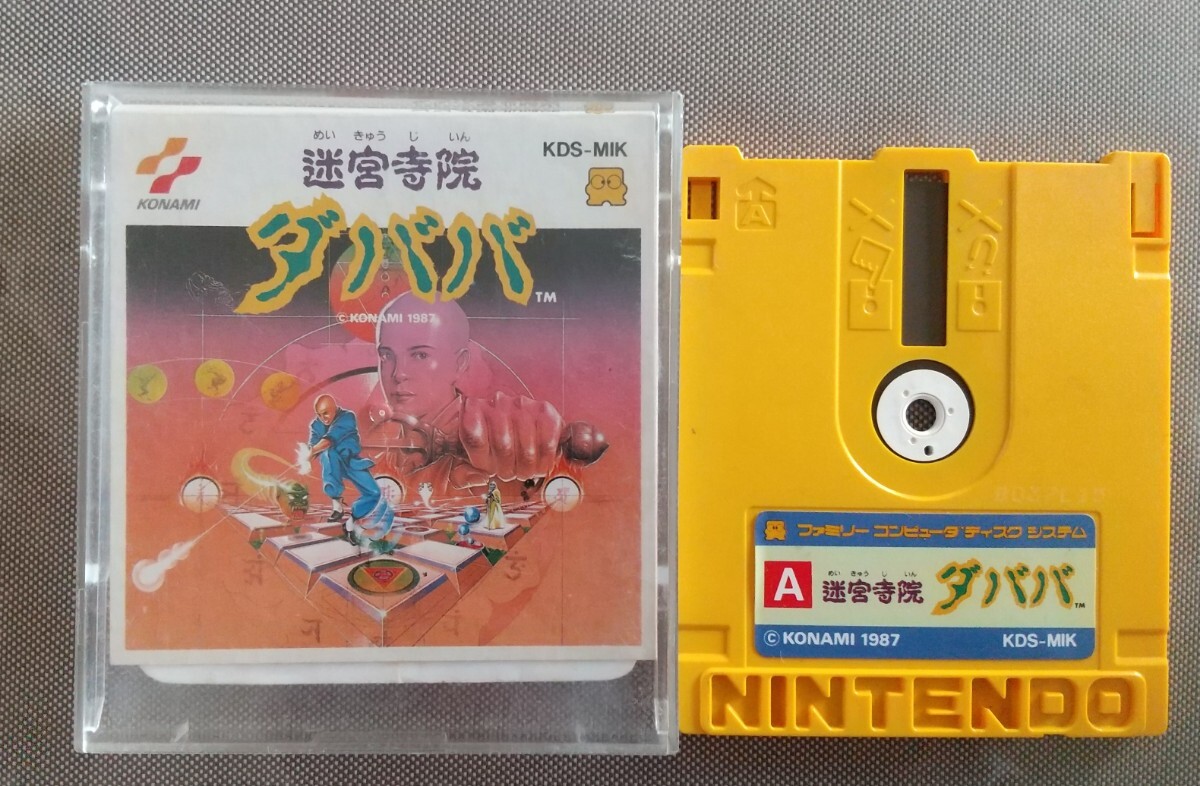 めい きゅう じ いん
迷宮寺院
KDS-MIK
KONAMI
ダババ
TM
© KONAMI 1987
A
ファミリー コンピュータ ディスク システム
A
めい きゅう じ いん
迷宮寺院 ダババ
TM
© KONAMI 1987 KDS-MIK
NINTENDO